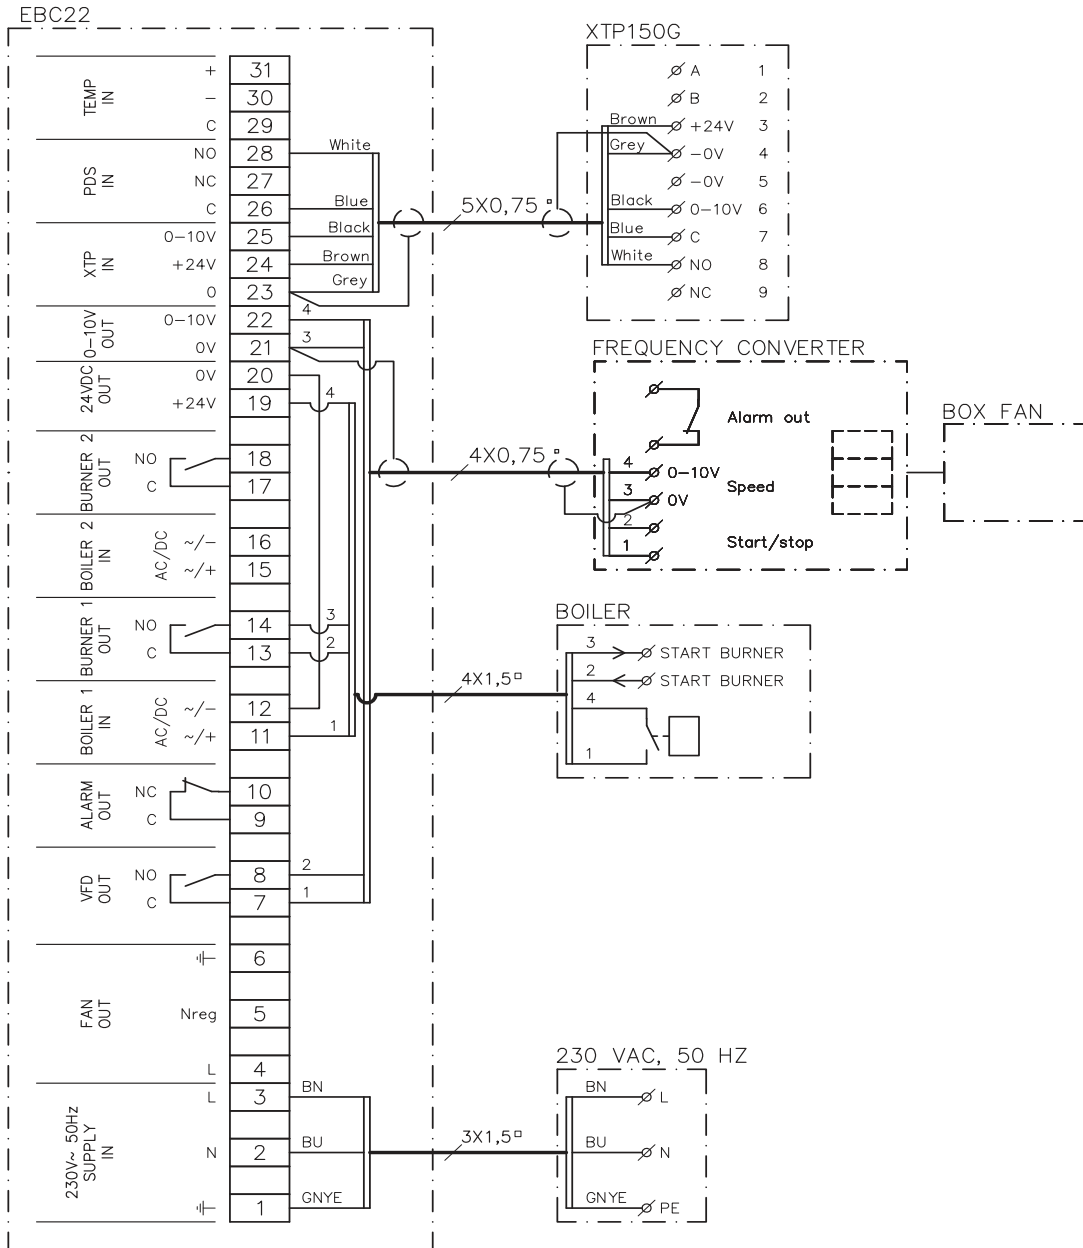 EBC22
TEMP IN
+ 31
- 30
C 29
PDS IN
NO 28 White
NC 27
C 26 Blue
XTP IN
0-10V 25 Black
+24V 24 Brown
0 23 Grey
0-10V OUT
0-10V 22 4
0V 21 3
24VDC OUT
0V 20
+24V 19 4
BURNER 2 OUT
NO 18
C 17
BOILER 2 IN
AC/DC
~/- 16
~/+ 15
BURNER 1 OUT
NO 14 3
C 13 2
BOILER 1 IN
AC/DC
~/- 12
~/+ 11 1
ALARM OUT
NC 10
C 9
VFD OUT
NO 8 2
C 7 1
FAN OUT
6
Nreg 5
L 4
230V~ 50Hz SUPPLY IN
L 3 BN
N 2 BU
1 GNYE
5X0,75 ▫
4X0,75 ▫
4X1,5▫
3X1,5▫
XTP150G
A 1
B 2
Brown +24V 3
Grey -0V 4
-0V 5
Black 0-10V 6
Blue C 7
White NO 8
NC 9
FREQUENCY CONVERTER
Alarm out
4 0-10V
Speed
3 0V
2
Start/stop
1
BOX FAN
BOILER
3 START BURNER
2 START BURNER
4
1
230 VAC, 50 HZ
BN L
BU N
GNYE PE